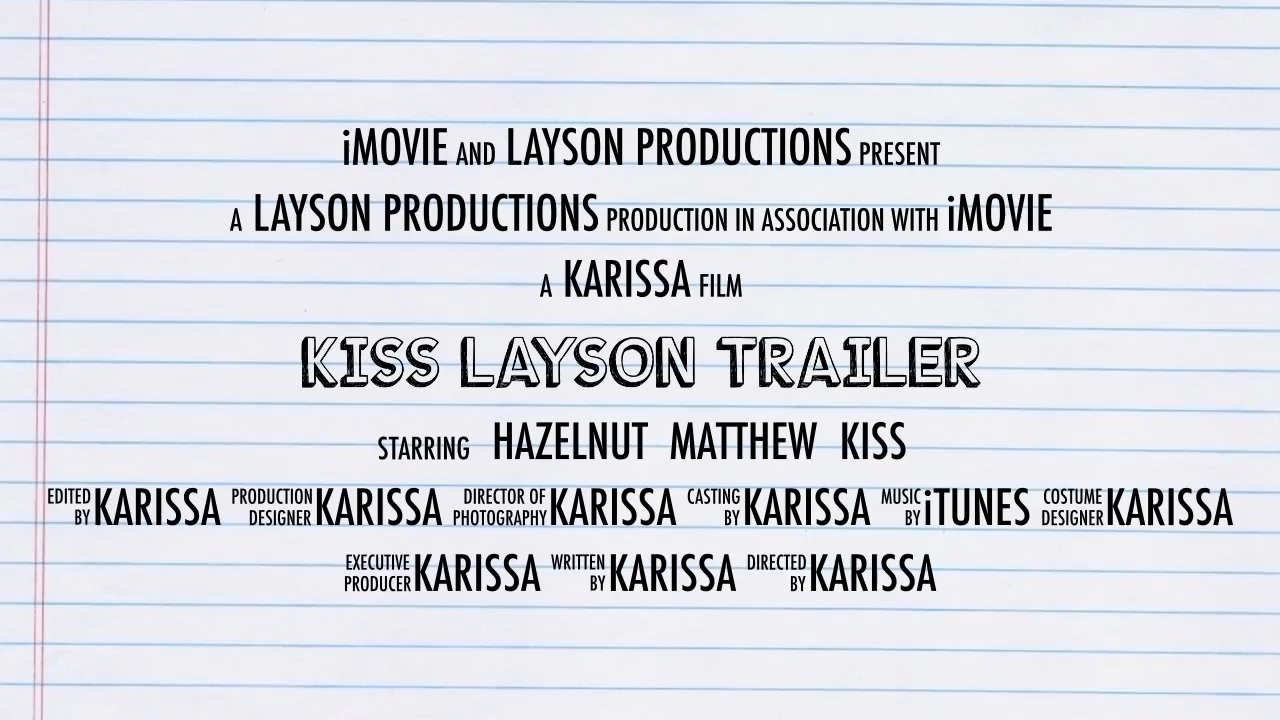 iMOVIE AND LAYSON PRODUCTIONS PRESENT
A LAYSON PRODUCTIONS PRODUCTION IN ASSOCIATION WITH iMOVIE
A KARISSA FILM
KISS LAYSON TRAILER
STARRING HAZELNUT MATTHEW KISS
EDITED BY KARISSA PRODUCTION DESIGNER KARISSA DIRECTOR OF PHOTOGRAPHY KARISSA CASTING BY KARISSA MUSIC BY iTUNES COSTUME DESIGNER KARISSA
EXECUTIVE PRODUCER KARISSA WRITTEN BY KARISSA DIRECTED BY KARISSA